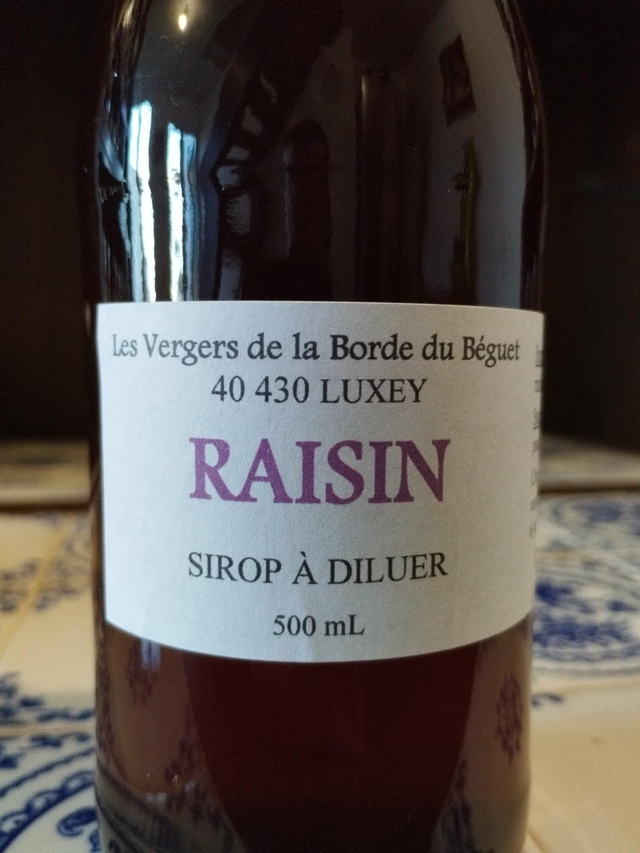 Les Vergers de la Borde du Béguet
40 430 LUXEY
RAISIN
SIROP À DILUER
500 mL